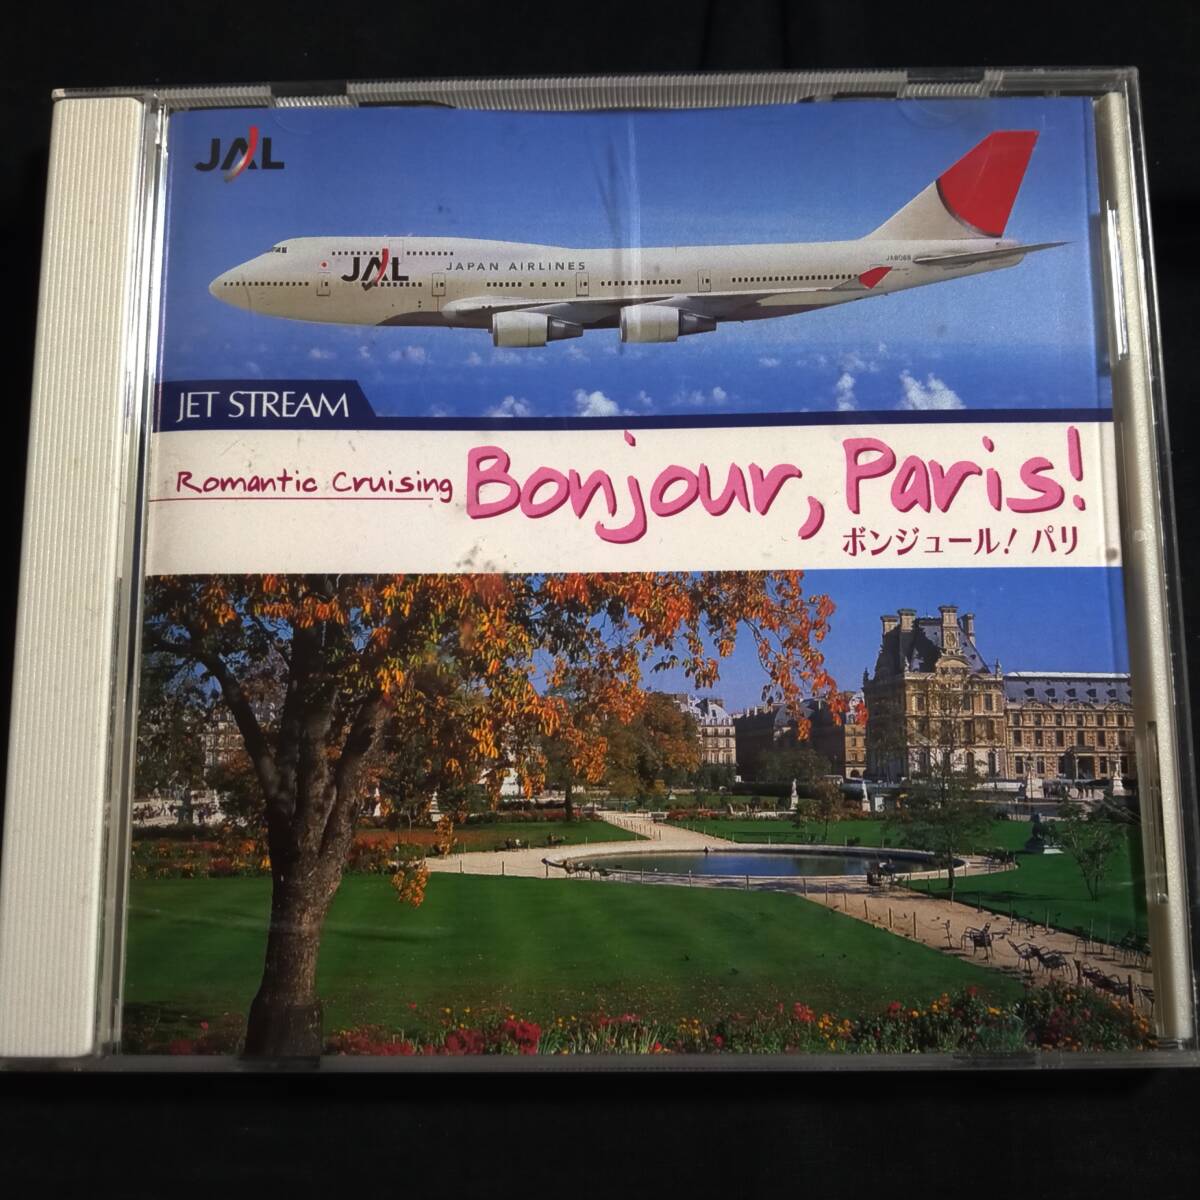 JAL
JAL
JAPAN AIRLINES
JET STREAM
Romantic Cruising
Bonjour, Paris!
ボンジュール! パリ